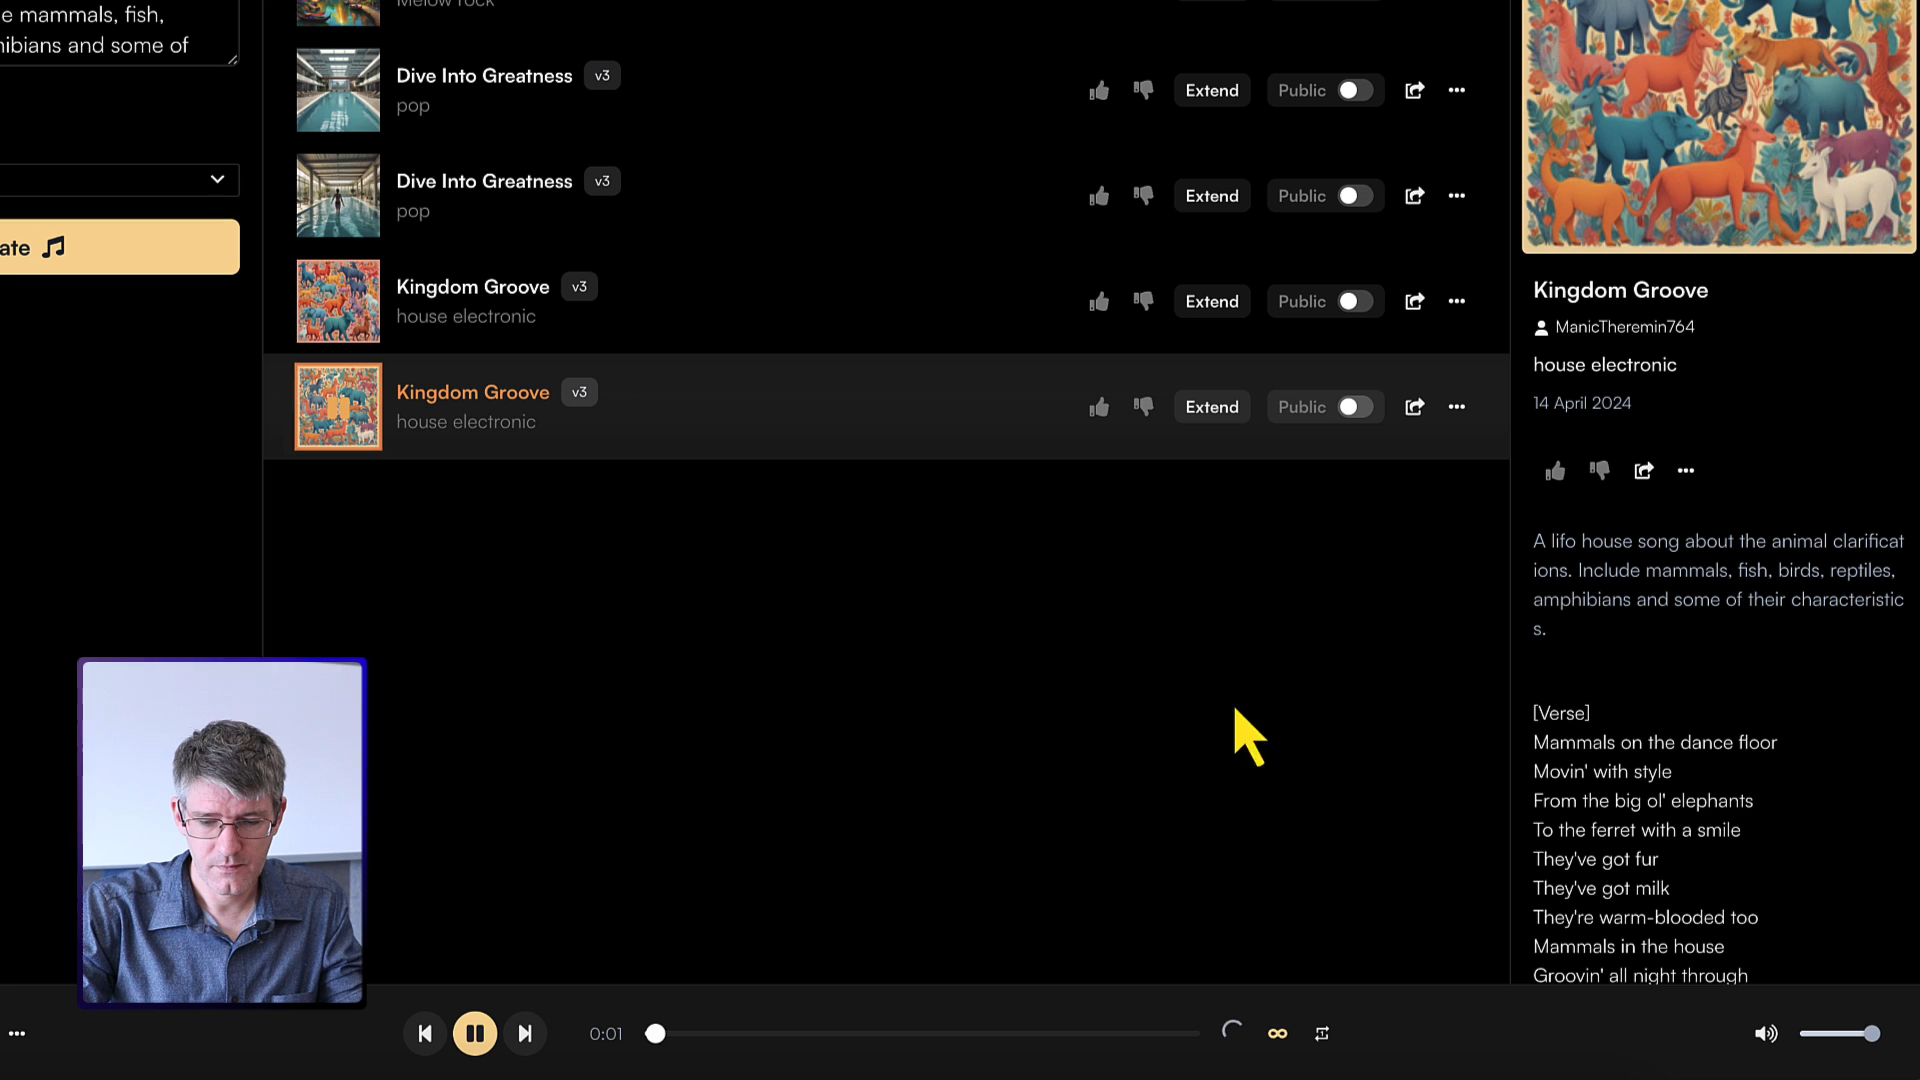 e mammals, fish,
nibians and some of
ate
Melow rock
Dive Into Greatness v3
pop
Extend Public
Dive Into Greatness v3
pop
Extend Public
Kingdom Groove v3
house electronic
Extend Public
Kingdom Groove v3
house electronic
Extend Public
Kingdom Groove
ManicTheremin764
house electronic
14 April 2024
A lifo house song about the animal clarificat
ions. Include mammals, fish, birds, reptiles,
amphibians and some of their characteristic
s.
[Verse]
Mammals on the dance floor
Movin' with style
From the big ol' elephants
To the ferret with a smile
They've got fur
They've got milk
They're warm-blooded too
Mammals in the house
Groovin' all night through
0:01